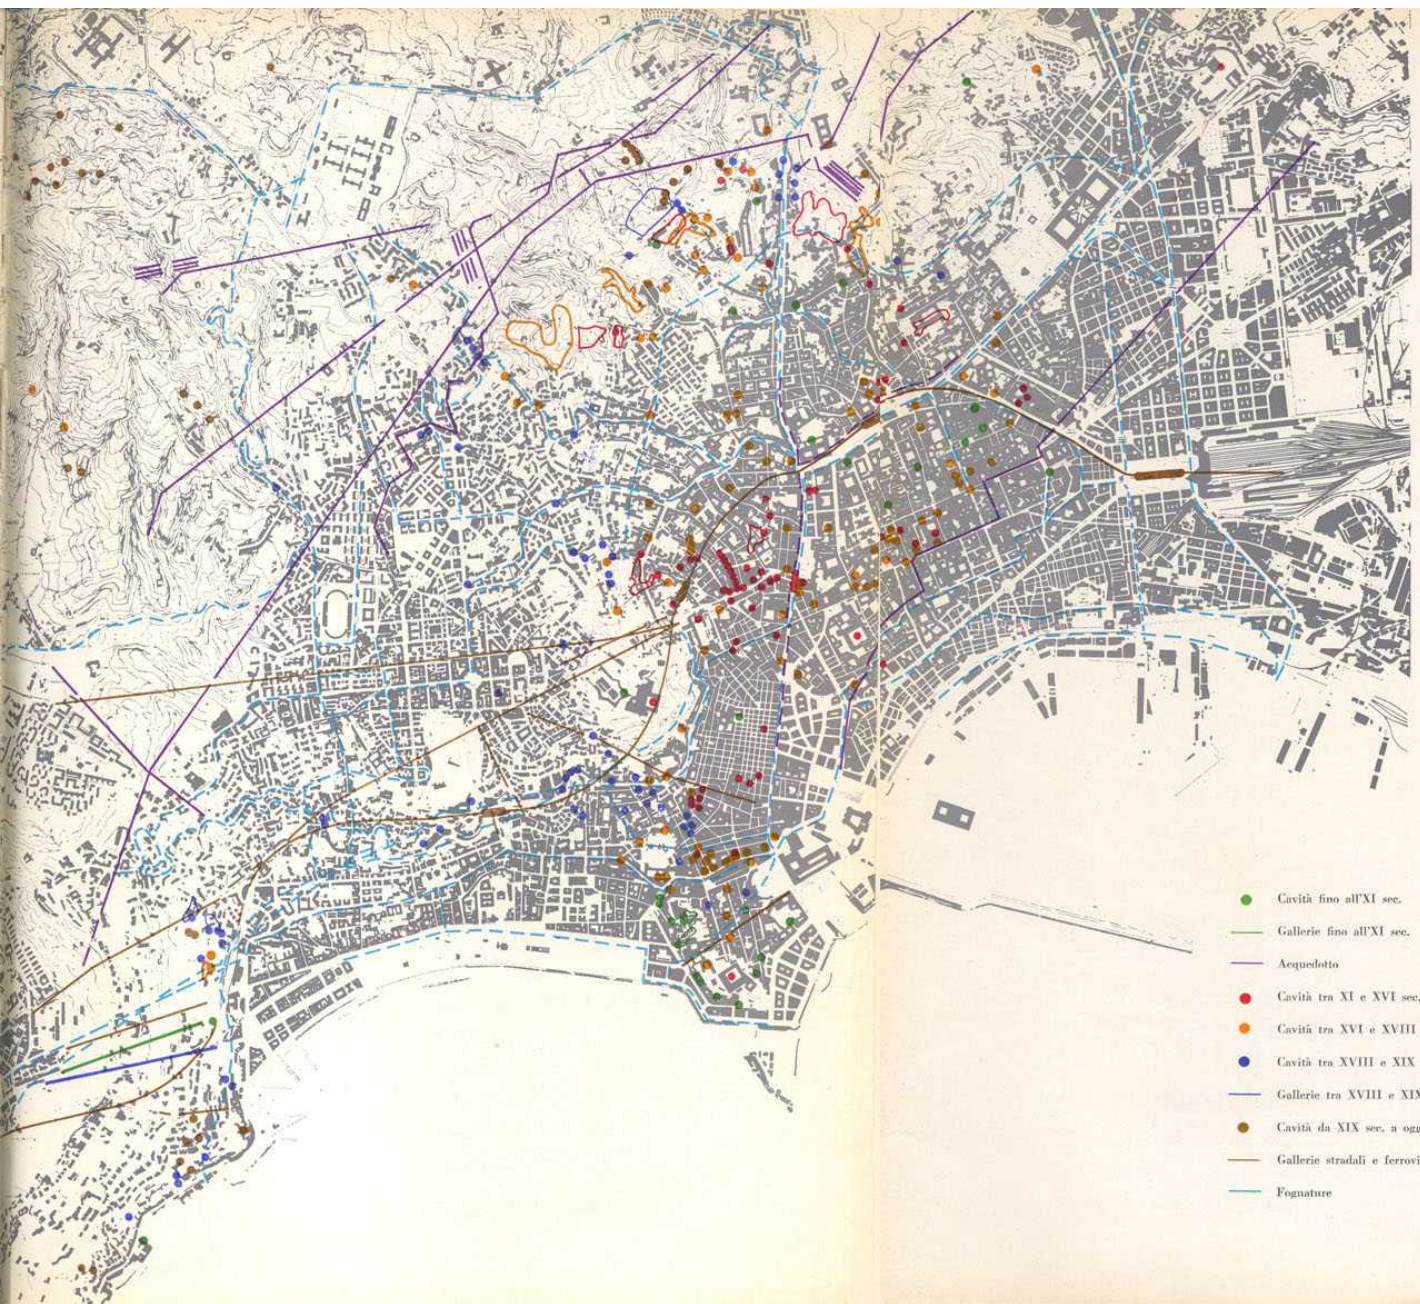 Cavità fino all'XI sec.
Gallerie fino all'XI sec.
Acquedotto
Cavità tra XI e XVI sec.
Cavità tra XVI e XVIII
Cavità tra XVIII e XIX
Gallerie tra XVIII e XIX
Cavità da XIX sec. a ogg
Gallerie stradali e ferrovi
Fognature